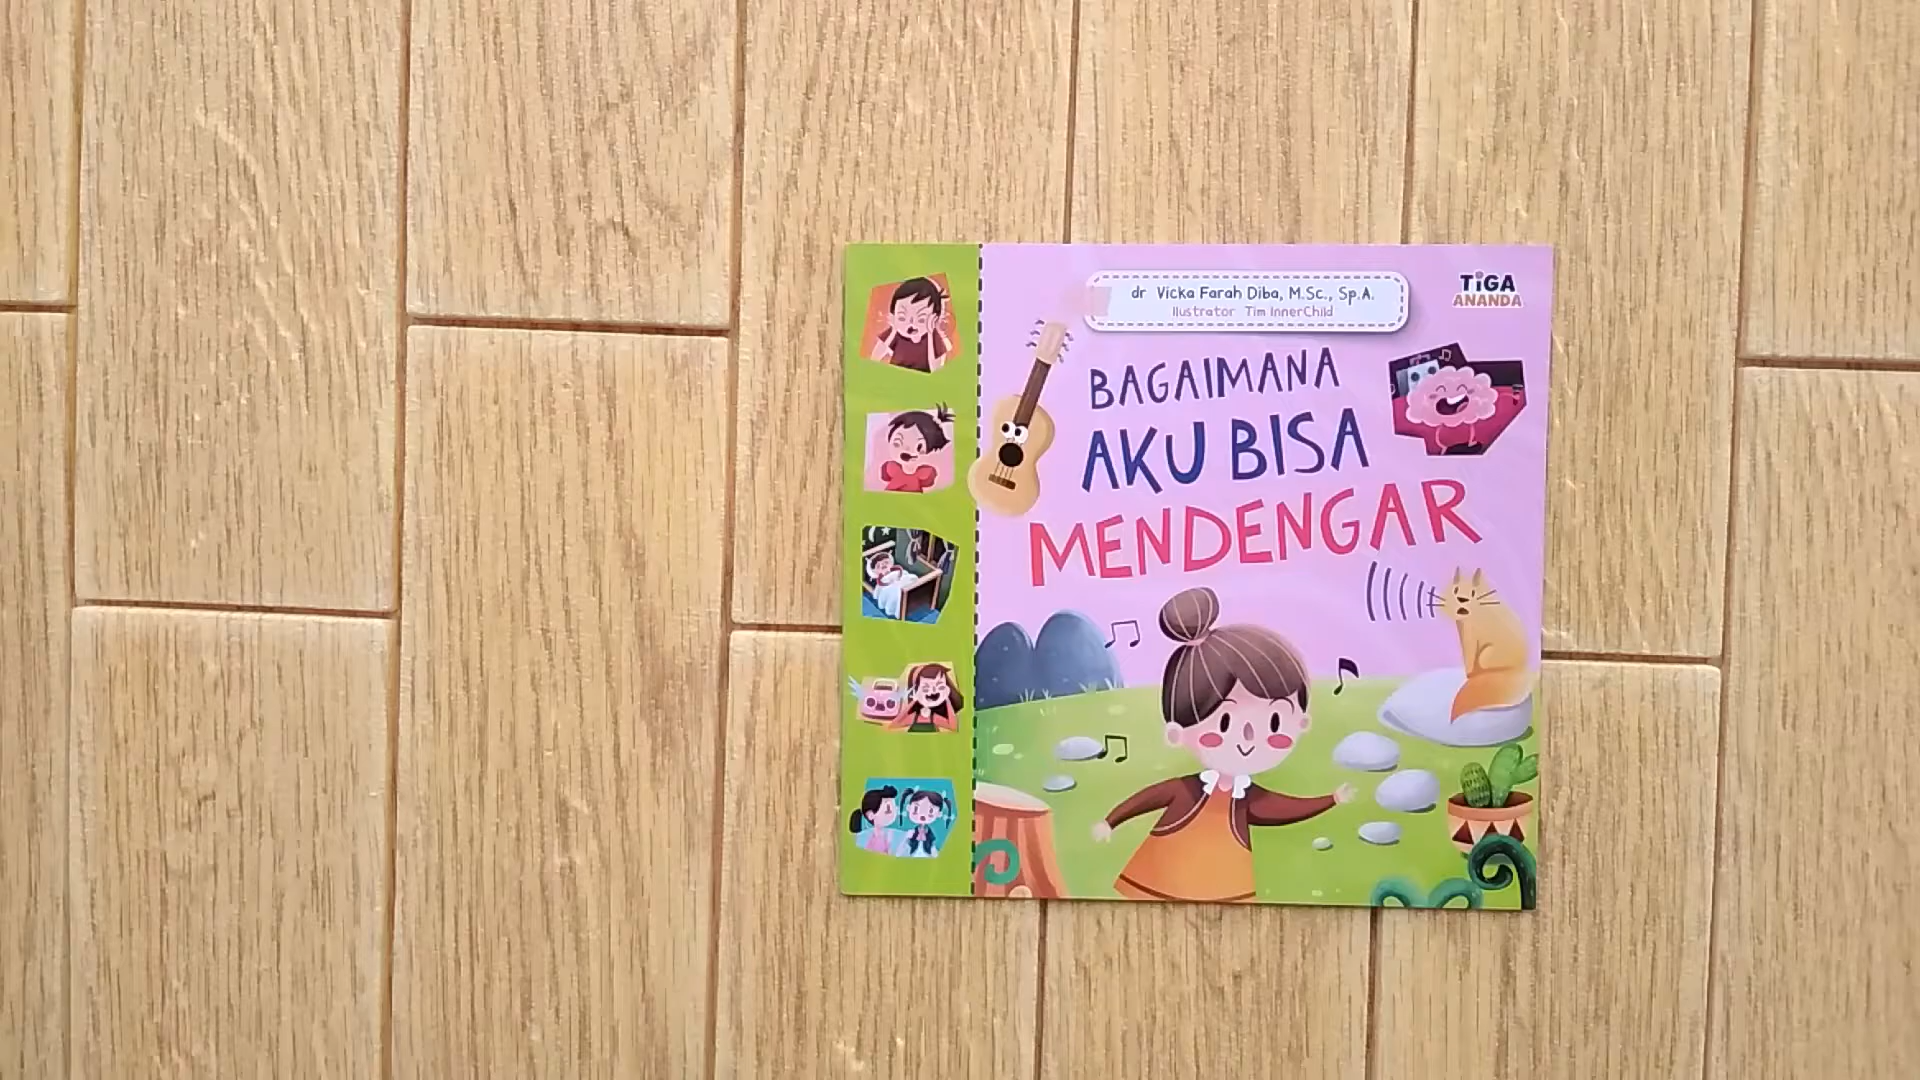 dr Vicka Farah Diba, M.Sc., Sp.A.
Ilustrator Tim InnerChild
TiGA
ANANDA
BAGAIMANA
AKU BISA
MENDENGAR